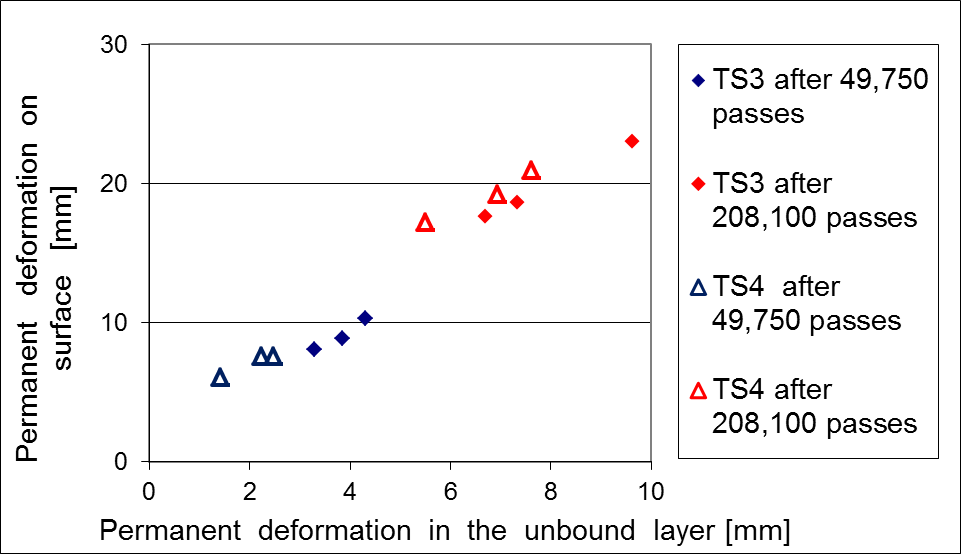 30
20
10
0
0 2 4 6 8 10
Permanent deformation on
surface [mm]
Permanent deformation in the unbound layer [mm]
TS3 after 49,750
passes
TS3 after
208,100 passes
TS4 after
49,750 passes
TS4 after
208,100 passes